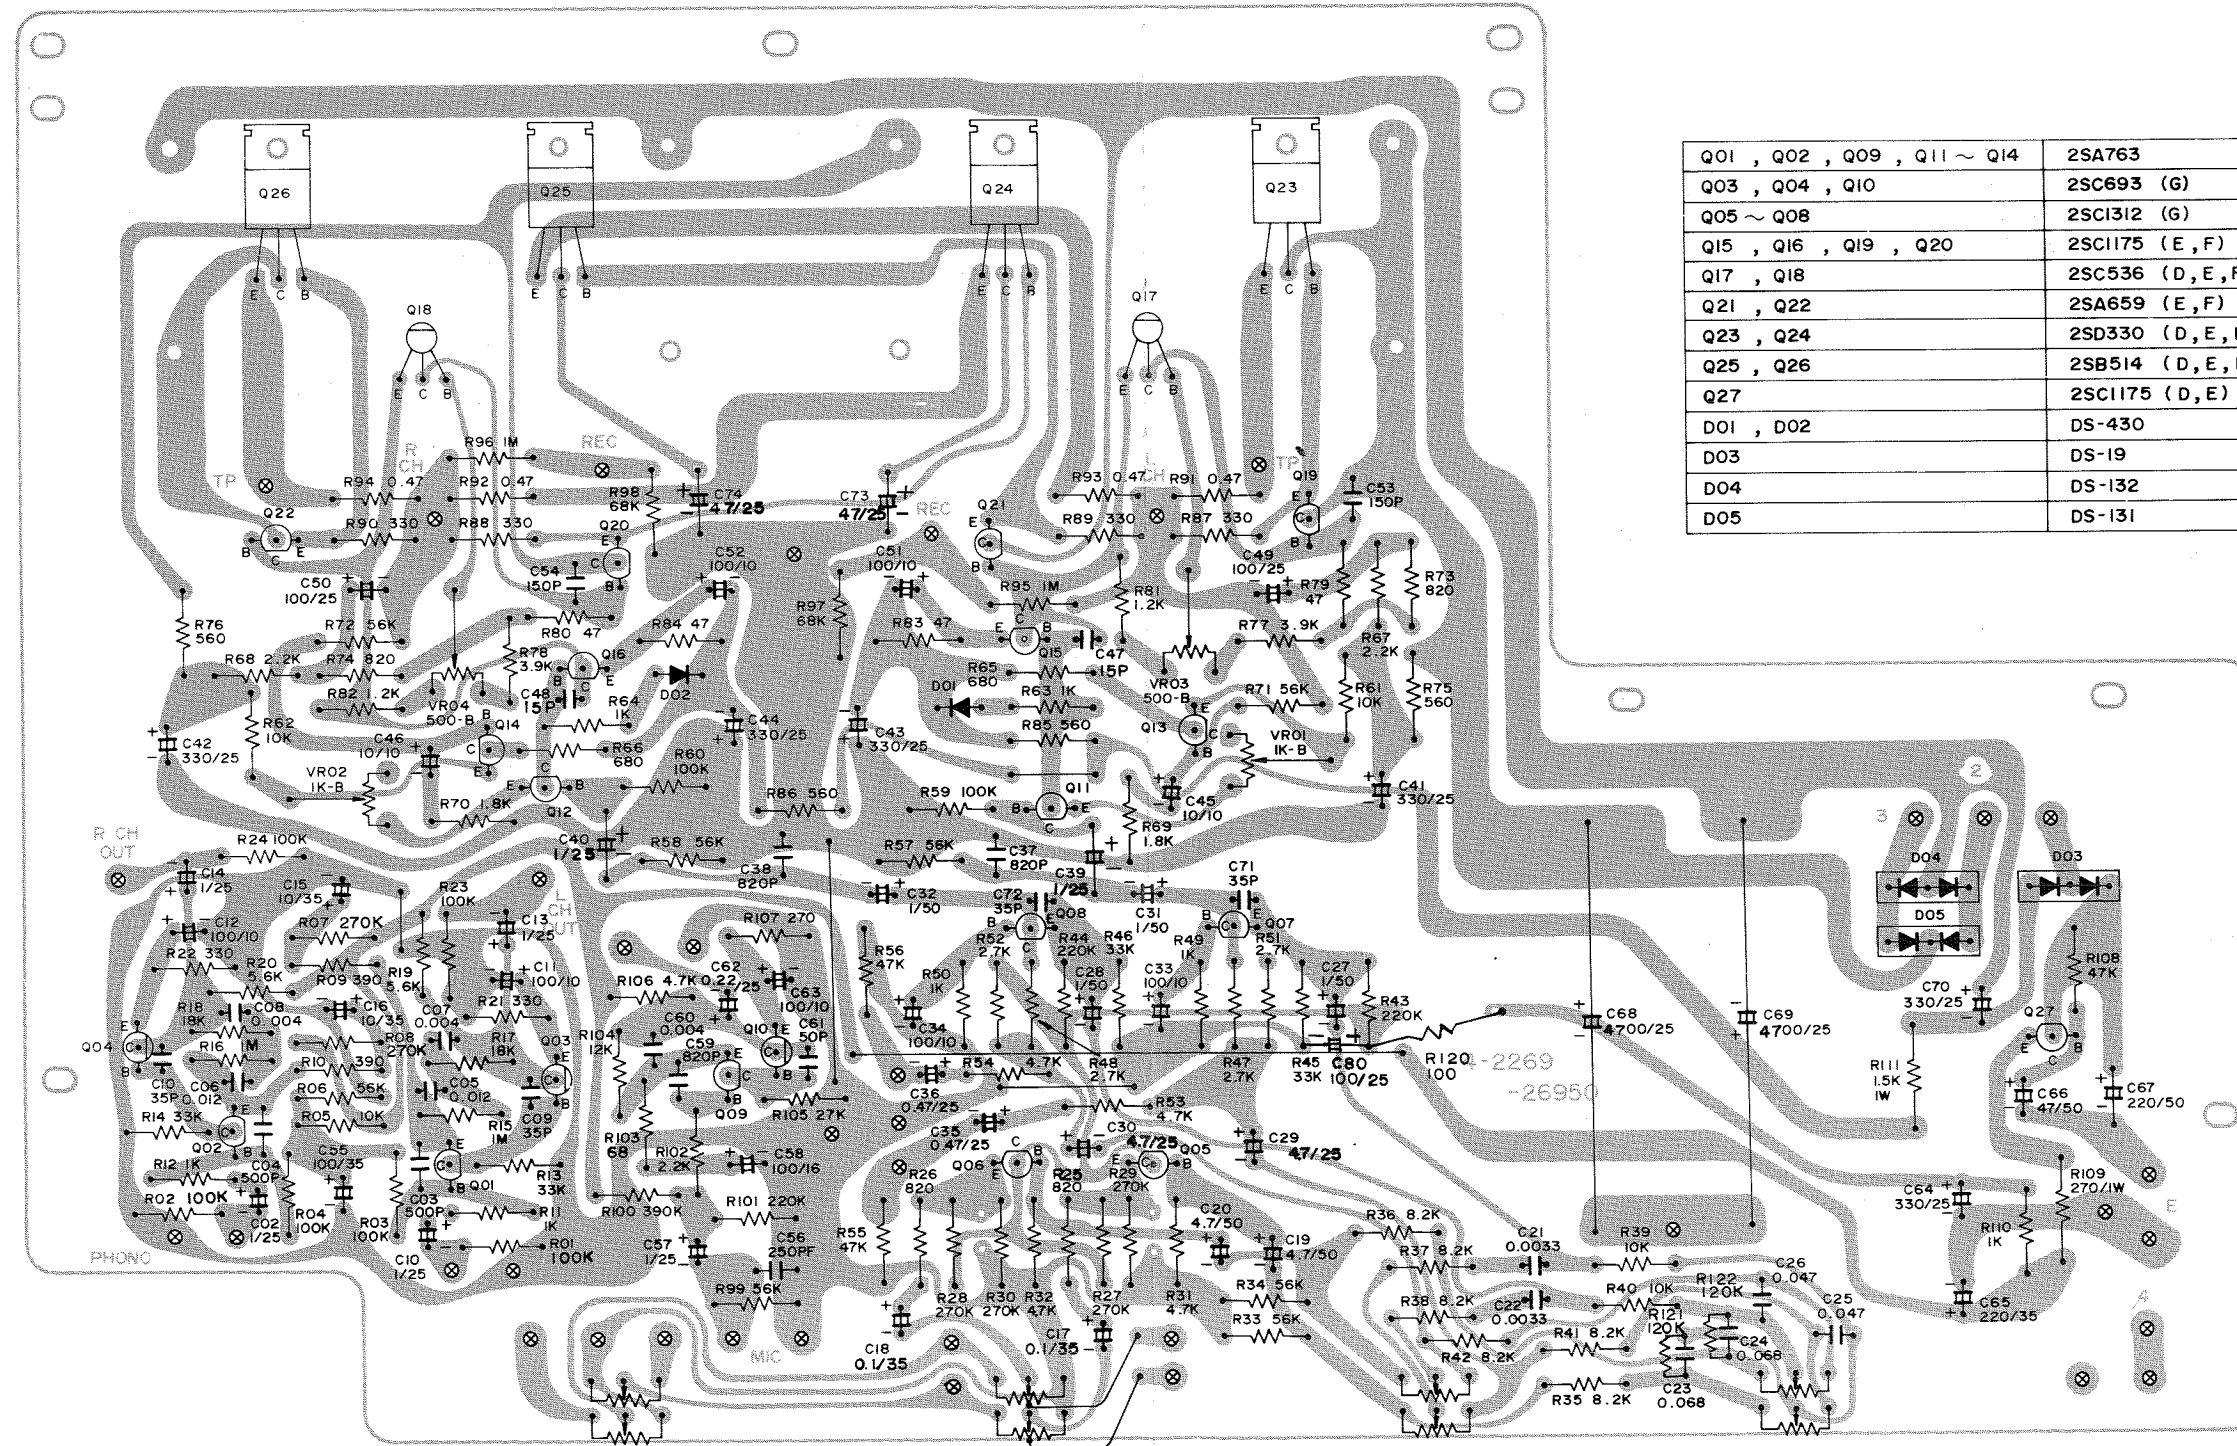 Q01 , Q02 , Q09 , Q11 ~ Q14 2SA763
Q03 , Q04 , Q10 2SC693 (G)
Q05 ~ Q08 2SC1312 (G)
Q15 , Q16 , Q19 , Q20 2SC1175 (E,F)
Q17 , Q18 2SC536 (D,E,F
Q21 , Q22 2SA659 (E,F)
Q23 , Q24 2SD330 (D,E,
Q25 , Q26 2SB514 (D,E,
Q27 2SC1175 (D,E)
D01 , D02 DS-430
D03 DS-19
D04 DS-132
D05 DS-131
Q26
Q25
Q24
Q23
E C B
E C B
E C B
E C B
Q18
Q17
E C B
E C B
R96 1M
REC
R CH
L CH
TP
TP
R94 0.47
R92 0.47
R98 68K
C74 47/25
C73 47/25
REC
R93 0.47
R91 0.47
Q19
C53 150P
Q22
R90 330
R88 330
Q20
Q21
R89 330
R87 330
C50 100/25
C54 150P
C52 100/10
C51 100/10
R95 1M
R81 1.2K
C49 100/25
R79 47
R73 820
R76 560
R72 56K
R80 47
R84 47
R97 68K
R83 47
R77 3.9K
R67 2.2K
R68 2.2K
R74 820
R78 3.9K
Q16
Q15
C47 15P
R65 680
R82 1.2K
VR04 500-B
C48 15P
R64 1K
D02
D01
R63 1K
VR03 500-B
R71 56K
R61 10K
R75 560
C42 330/25
R62 10K
C46 10/10
Q14
R66 680
R60 100K
C44 330/25
C43 330/25
R85 560
Q13
VR01 1K-B
VR02 1K-B
R70 1.8K
Q12
R86 560
R59 100K
Q11
C45 10/10
C41 330/25
R69 1.8K
2
3
R CH OUT
R24 100K
C40 1/25
R58 56K
C38 820P
R57 56K
C37 820P
C39 1/25
C71 35P
D04
D03
D05
C14 1/25
C15 10/35
R23 100K
L CH OUT
C32 1/50
C72 35P
Q08
C31 1/50
Q07
C12 100/10
R07 270K
C13 1/25
R107 270
R56 47K
R52 2.7K
R44 220K
R46 33K
R49 1K
R51 2.7K
R22 330
R20 5.6K
R09 390
R19 5.6K
C11 100/10
R106 4.7K
C62 0.22/25
C63 100/10
R50 1K
C28 1/50
C33 100/10
C27 1/50
R43 220K
R108 47K
C70 330/25
R18 18K
C08 0.004
C16 10/35
C07 0.004
R21 330
R104 12K
C60 0.004
Q10
C61 50P
C34 100/10
C68 4700/25
C69 4700/25
Q27
Q04
R16 1M
R08 270K
R17 18K
Q03
C59 820P
R10 390
R54 4.7K
R48 2.7K
R47 2.7K
R45 33K
C80 100/25
R120 100
4-2269
-26950
R111 1.5K 1W
C10 35P
C06 0.012
R06 56K
C05 0.012
C09 35P
Q09
R105 27K
C36 0.47/25
C66 47/50
C67 220/50
R14 33K
Q02
R05 10K
R15 1M
R103 68
R102 2.2K
C35 0.47/25
R53 4.7K
C30 4.7/25
Q05
C29 47/25
R12 1K
C04 500P
C55 100/35
Q01
R13 33K
C58 100/16
Q06
R26 820
R25 820
R29 270K
R02 100K
C02 1/25
R04 100K
R03 100K
C03 500P
R11 1K
R100 390K
R101 220K
C64 330/25
R109 270/1W
E
PHONO
C10 1/25
R01 100K
C57 1/25
C56 250PF
R55 47K
C20 4.7/50
C19 4.7/50
R36 8.2K
C21 0.0033
R39 10K
R110 1K
R99 56K
R28 270K
R30 270K
R32 47K
R27 270K
R31 4.7K
R34 56K
R37 8.2K
R40 10K
R122 120K
C26 0.047
C25 0.047
C65 220/35
A
MIC
C18 0.1/35
C17 0.1/35
R33 56K
R38 8.2K
C22 0.0033
R121 120K
R41 8.2K
R42 8.2K
C24 0.068
R35 8.2K
C23 0.068